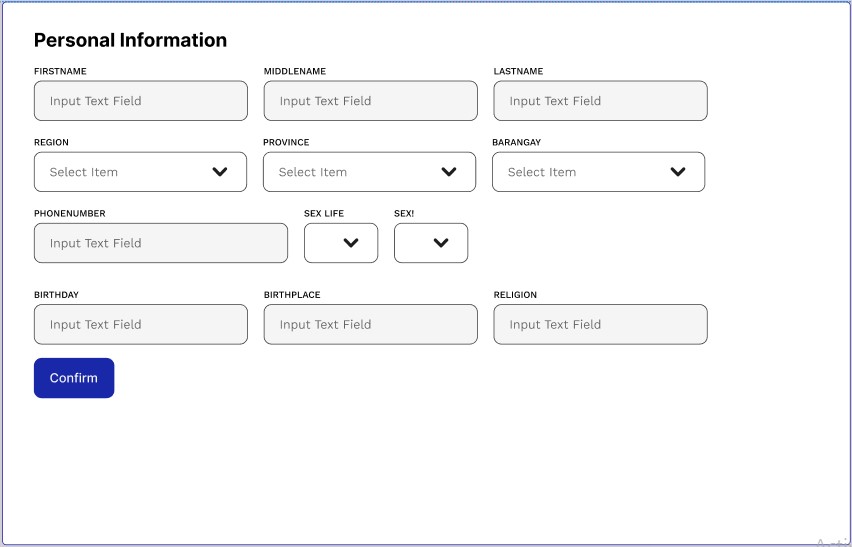 Personal Information
FIRSTNAME MIDDLENAME LASTNAME
Input Text Field Input Text Field Input Text Field
REGION PROVINCE BARANGAY
Select Item Select Item Select Item
PHONENUMBER SEX LIFE SEX!
Input Text Field
BIRTHDAY BIRTHPLACE RELIGION
Input Text Field Input Text Field Input Text Field
Confirm